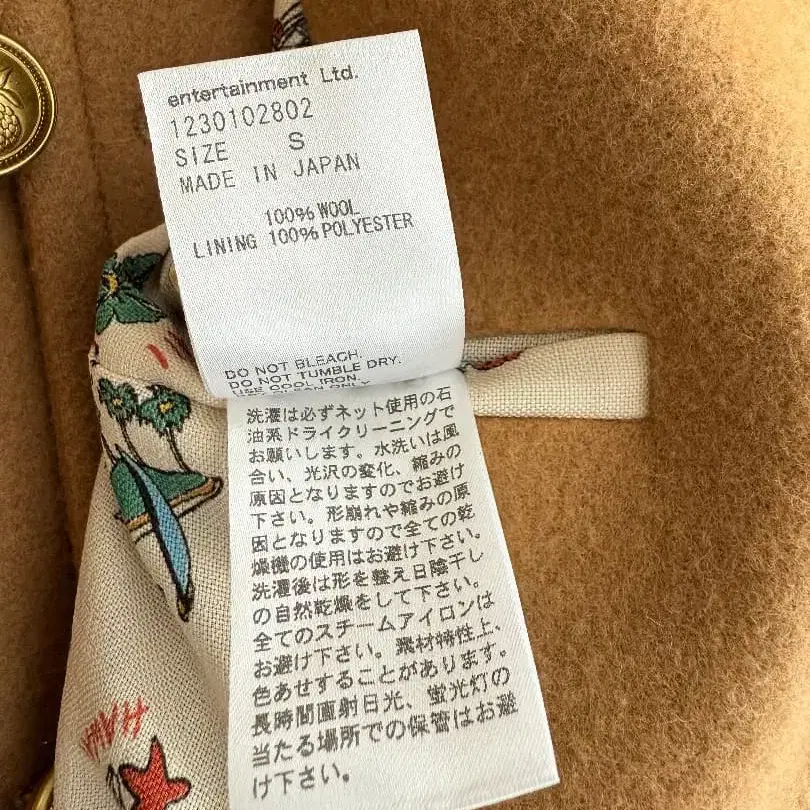 entertainment Ltd.
1230102802
SIZE S
MADE IN JAPAN
100% WOOL
LINING 100% POLYESTER
DO NOT BLEACH.
DO NOT TUMBLE DRY.
USE COOL IRON.
洗濯は必ずネット使用の石
油系ドライクリーニングで
お願いします。水洗いは風
合い、光沢の変化、縮みの
原因となりますのでお避け
下さい。形崩れや縮みの原
因となりますので全ての乾
燥機の使用はお避け下さい。
洗濯後は形を整え日陰干し
の自然乾燥をして下さい。
全てのスチームアイロンは
お避け下さい。素材特性上、
色あせすることがあります。
長時間直射日光、蛍光灯の
当たる場所での保管はお避
け下さい。